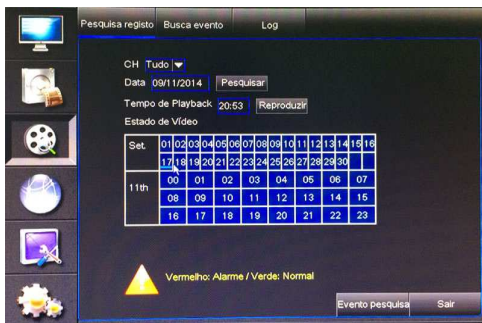 Pesquisa registo Busca evento Log
CH Tudo
Data 09/11/2014 Pesquisar
Tempo de Playback 20:53 Reproduzir
Estado de Vídeo
Set. 01 02 03 04 05 06 07 08 09 10 11 12 13 14 15 16
17 18 19 20 21 22 23 24 25 26 27 28 29 30
11th 00 01 02 03 04 05 06 07
08 09 10 11 12 13 14 15
16 17 18 19 20 21 22 23
Vermelho: Alarme / Verde: Normal
Evento pesquisa Sair